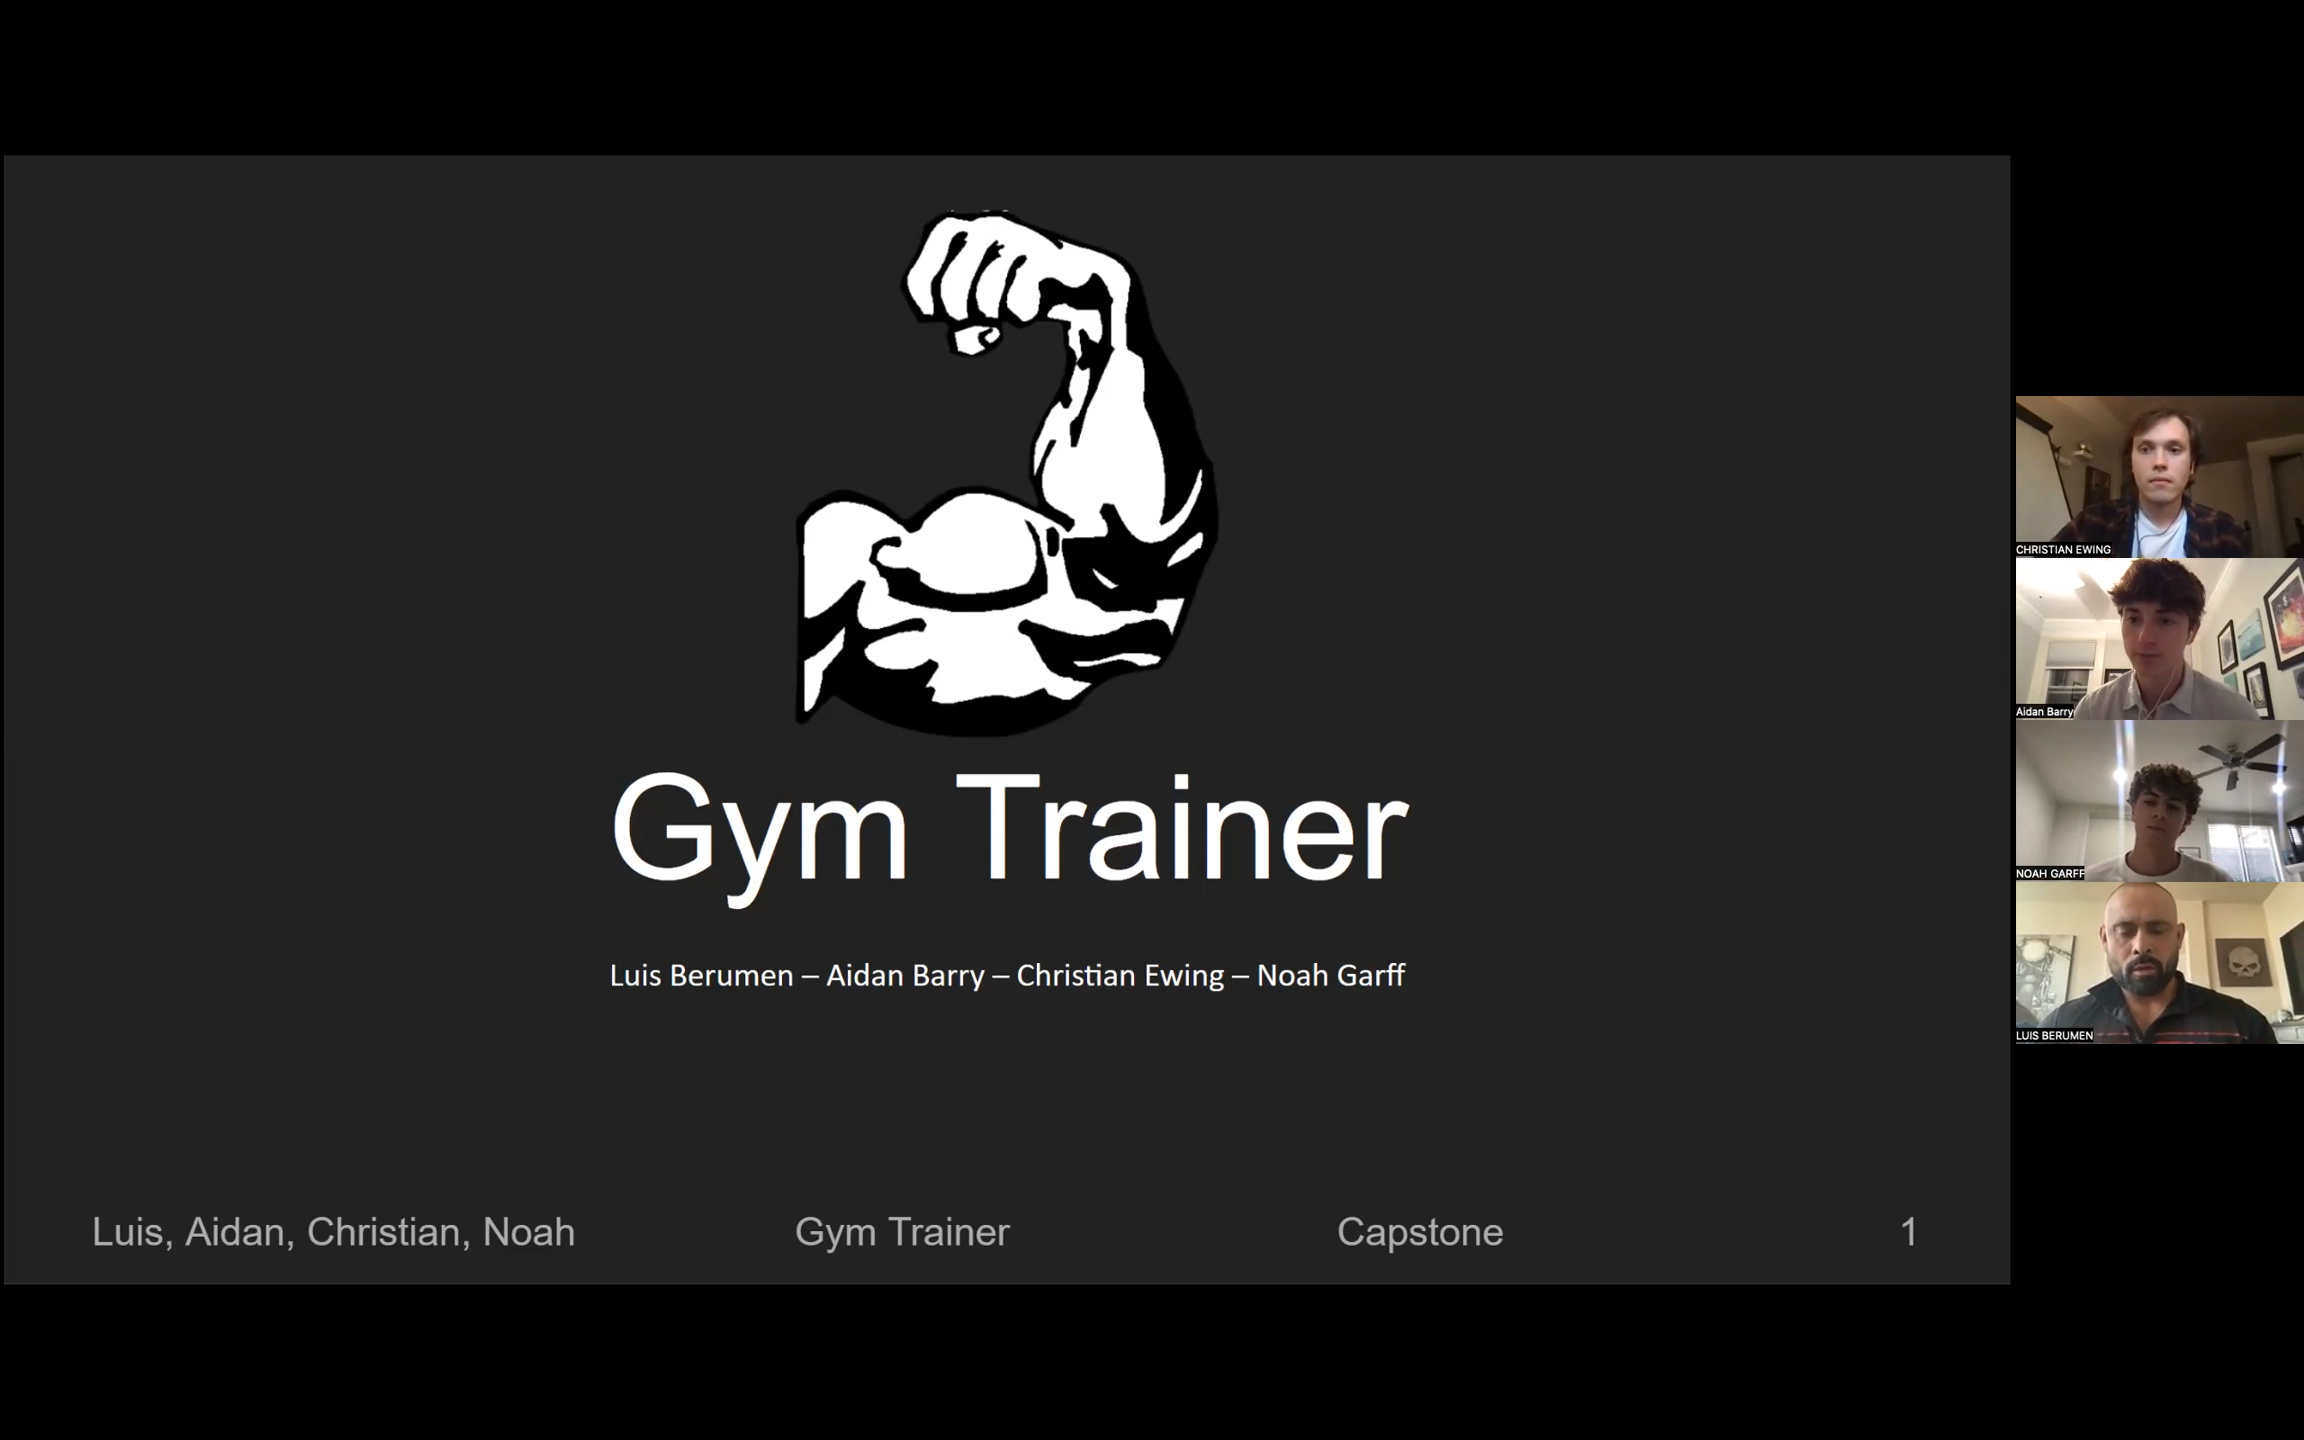 Gym Trainer
Luis Berumen – Aidan Barry – Christian Ewing – Noah Garff
Luis, Aidan, Christian, Noah
Gym Trainer
Capstone
1
CHRISTIAN EWING
Aidan Barry
NOAH GARFF
LUIS BERUMEN